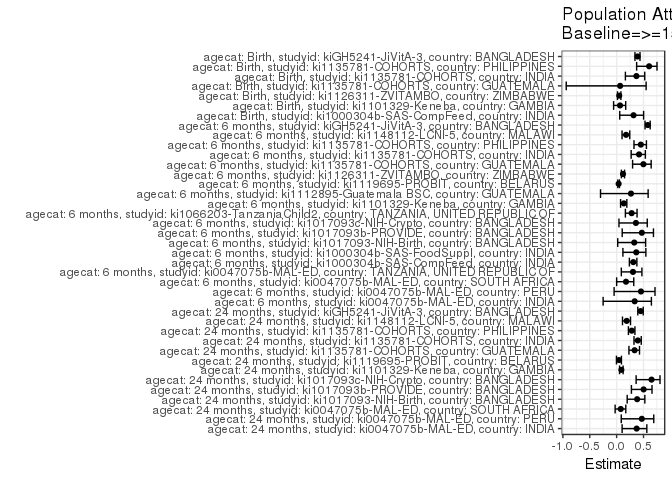 Population Att
Baseline=>=1
agecat: Birth, studyid: kiGH5241-JiVitA-3, country: BANGLADESH
agecat: Birth, studyid: ki1135781-COHORTS, country: PHILIPPINES
agecat: Birth, studyid: ki1135781-COHORTS, country: INDIA
agecat: Birth, studyid: ki1135781-COHORTS, country: GUATEMALA
agecat: Birth, studyid: ki1126311-ZVITAMBO, country: ZIMBABWE
agecat: Birth, studyid: ki1101329-Keneba, country: GAMBIA
agecat: Birth, studyid: ki1000304b-SAS-CompFeed, country: INDIA
agecat: 6 months, studyid: kiGH5241-JiVitA-3, country: BANGLADESH
agecat: 6 months, studyid: ki1148112-LCNI-5, country: MALAWI
agecat: 6 months, studyid: ki1135781-COHORTS, country: PHILIPPINES
agecat: 6 months, studyid: ki1135781-COHORTS, country: INDIA
agecat: 6 months, studyid: ki1135781-COHORTS, country: GUATEMALA
agecat: 6 months, studyid: ki1126311-ZVITAMBO, country: ZIMBABWE
agecat: 6 months, studyid: ki1119695-PROBIT, country: BELARUS
agecat: 6 months, studyid: ki1112895-Guatemala BSC, country: GUATEMALA
agecat: 6 months, studyid: ki1101329-Keneba, country: GAMBIA
agecat: 6 months, studyid: ki1066203-TanzaniaChild2, country: TANZANIA, UNITED REPUBLIC OF
agecat: 6 months, studyid: ki1017093c-NIH-Crypto, country: BANGLADESH
agecat: 6 months, studyid: ki1017093b-PROVIDE, country: BANGLADESH
agecat: 6 months, studyid: ki1017093-NIH-Birth, country: BANGLADESH
agecat: 6 months, studyid: ki1000304b-SAS-FoodSuppl, country: INDIA
agecat: 6 months, studyid: ki1000304b-SAS-CompFeed, country: INDIA
agecat: 6 months, studyid: ki0047075b-MAL-ED, country: TANZANIA, UNITED REPUBLIC OF
agecat: 6 months, studyid: ki0047075b-MAL-ED, country: SOUTH AFRICA
agecat: 6 months, studyid: ki0047075b-MAL-ED, country: PERU
agecat: 6 months, studyid: ki0047075b-MAL-ED, country: INDIA
agecat: 24 months, studyid: kiGH5241-JiVitA-3, country: BANGLADESH
agecat: 24 months, studyid: ki1148112-LCNI-5, country: MALAWI
agecat: 24 months, studyid: ki1135781-COHORTS, country: PHILIPPINES
agecat: 24 months, studyid: ki1135781-COHORTS, country: INDIA
agecat: 24 months, studyid: ki1135781-COHORTS, country: GUATEMALA
agecat: 24 months, studyid: ki1119695-PROBIT, country: BELARUS
agecat: 24 months, studyid: ki1101329-Keneba, country: GAMBIA
agecat: 24 months, studyid: ki1017093c-NIH-Crypto, country: BANGLADESH
agecat: 24 months, studyid: ki1017093b-PROVIDE, country: BANGLADESH
agecat: 24 months, studyid: ki1017093-NIH-Birth, country: BANGLADESH
agecat: 24 months, studyid: ki0047075b-MAL-ED, country: SOUTH AFRICA
agecat: 24 months, studyid: ki0047075b-MAL-ED, country: PERU
agecat: 24 months, studyid: ki0047075b-MAL-ED, country: INDIA
-1.0 -0.5 0.0 0.5
Estimate